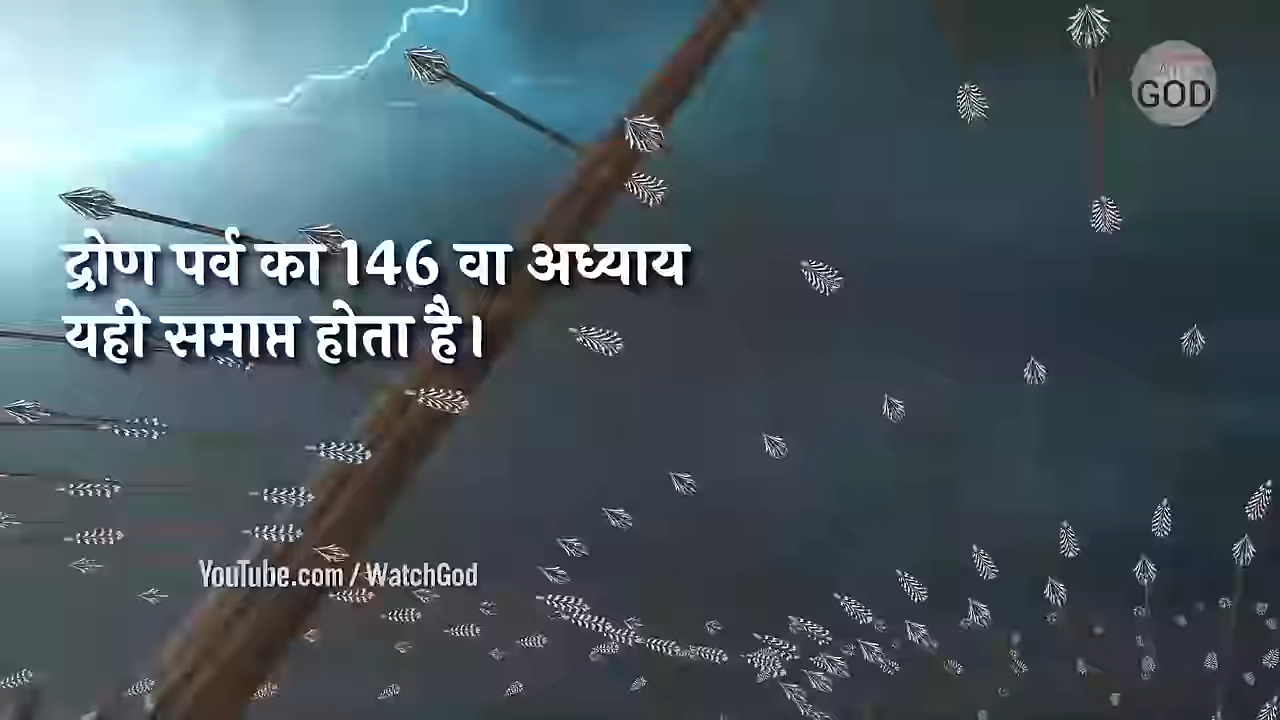 GOD
द्रोण पर्व का 146 वा अध्याय
यही समाप्त होता है।
YouTube.com / WatchGod